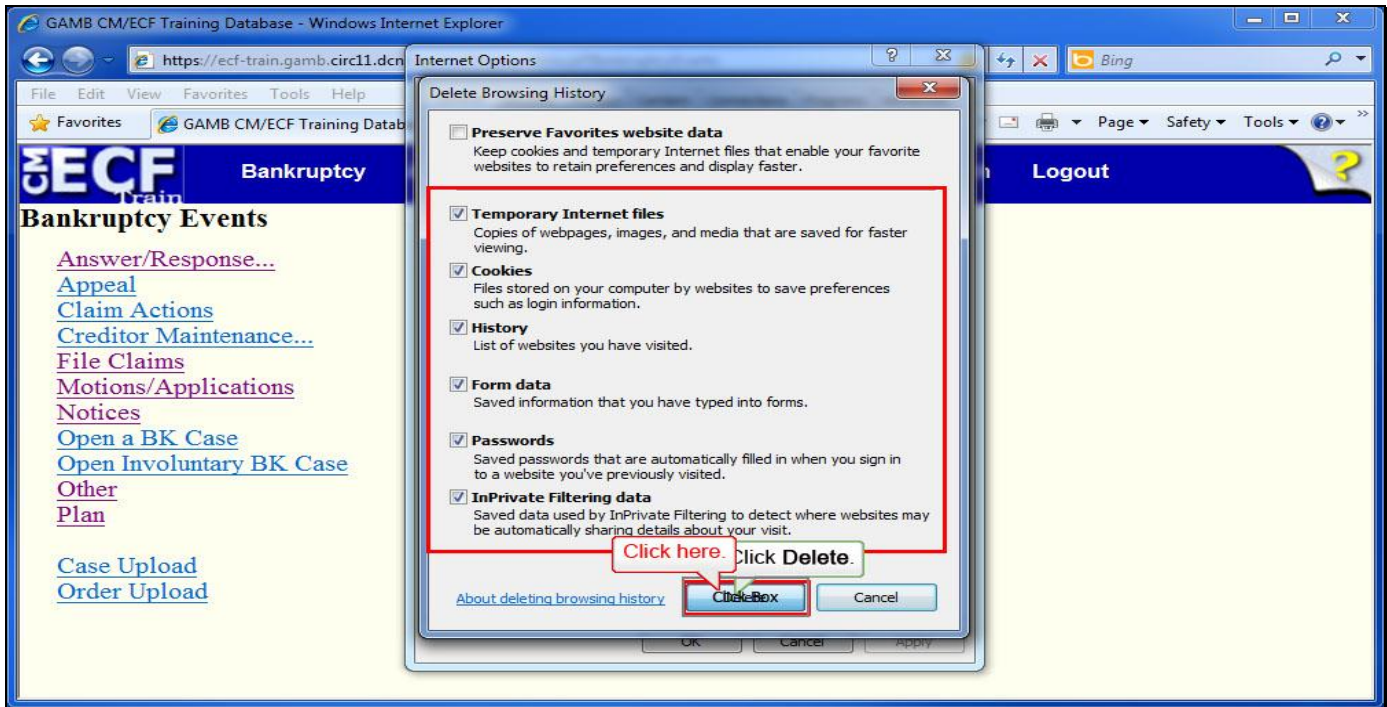 GAMB CM/ECF Training Database - Windows Internet Explorer
https://ecf-train.gamb.circ11.dcn
Bing
File Edit View Favorites Tools Help
Favorites GAMB CM/ECF Training Datab
Page Safety Tools
CM ECF Train
Bankruptcy
Logout
Bankruptcy Events
Answer/Response...
Appeal
Claim Actions
Creditor Maintenance...
File Claims
Motions/Applications
Notices
Open a BK Case
Open Involuntary BK Case
Other
Plan
Case Upload
Order Upload
Internet Options
Delete Browsing History
Preserve Favorites website data
Keep cookies and temporary Internet files that enable your favorite
websites to retain preferences and display faster.
Temporary Internet files
Copies of webpages, images, and media that are saved for faster
viewing.
Cookies
Files stored on your computer by websites to save preferences
such as login information.
History
List of websites you have visited.
Form data
Saved information that you have typed into forms.
Passwords
Saved passwords that are automatically filled in when you sign in
to a website you've previously visited.
InPrivate Filtering data
Saved data used by InPrivate Filtering to detect where websites may
be automatically sharing details about your visit.
Click here.
Click Delete.
About deleting browsing history
Cancel
OK Cancel Apply